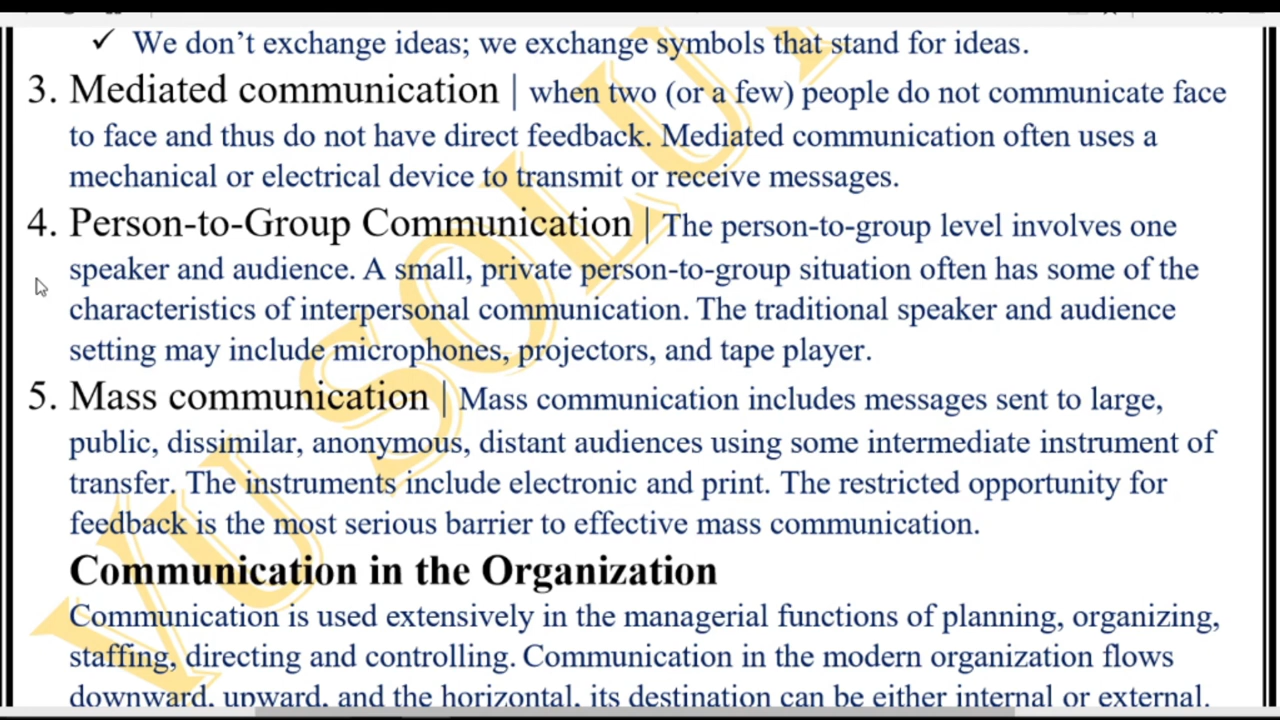 ✓ We don’t exchange ideas; we exchange symbols that stand for ideas.
3. Mediated communication | when two (or a few) people do not communicate face
to face and thus do not have direct feedback. Mediated communication often uses a
mechanical or electrical device to transmit or receive messages.
4. Person-to-Group Communication | The person-to-group level involves one
speaker and audience. A small, private person-to-group situation often has some of the
characteristics of interpersonal communication. The traditional speaker and audience
setting may include microphones, projectors, and tape player.
5. Mass communication | Mass communication includes messages sent to large,
public, dissimilar, anonymous, distant audiences using some intermediate instrument of
transfer. The instruments include electronic and print. The restricted opportunity for
feedback is the most serious barrier to effective mass communication.
Communication in the Organization
Communication is used extensively in the managerial functions of planning, organizing,
staffing, directing and controlling. Communication in the modern organization flows
downward, upward, and the horizontal, its destination can be either internal or external.
VU SOLU